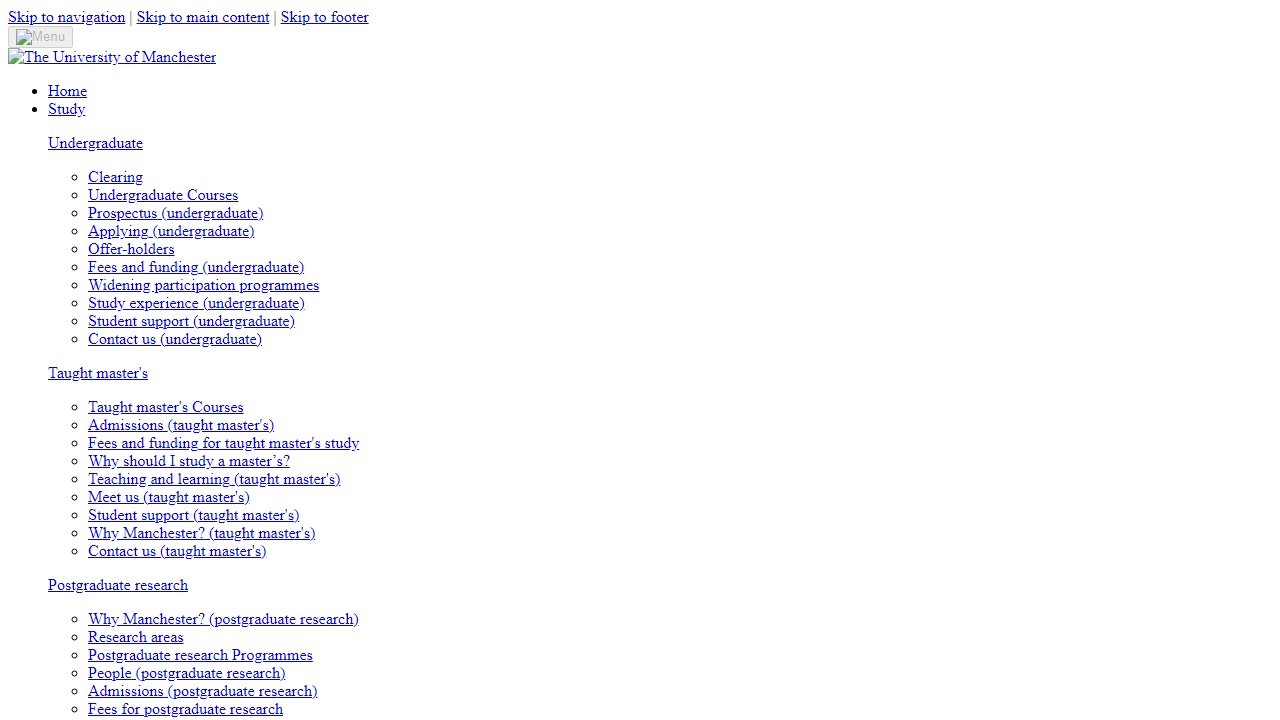 Skip to navigation | Skip to main content | Skip to footer
Menu
The University of Manchester
Home
Study
Undergraduate
Clearing
Undergraduate Courses
Prospectus (undergraduate)
Applying (undergraduate)
Offer-holders
Fees and funding (undergraduate)
Widening participation programmes
Study experience (undergraduate)
Student support (undergraduate)
Contact us (undergraduate)
Taught master's
Taught master's Courses
Admissions (taught master's)
Fees and funding for taught master's study
Why should I study a master’s?
Teaching and learning (taught master's)
Meet us (taught master's)
Student support (taught master's)
Why Manchester? (taught master's)
Contact us (taught master's)
Postgraduate research
Why Manchester? (postgraduate research)
Research areas
Postgraduate research Programmes
People (postgraduate research)
Admissions (postgraduate research)
Fees for postgraduate research